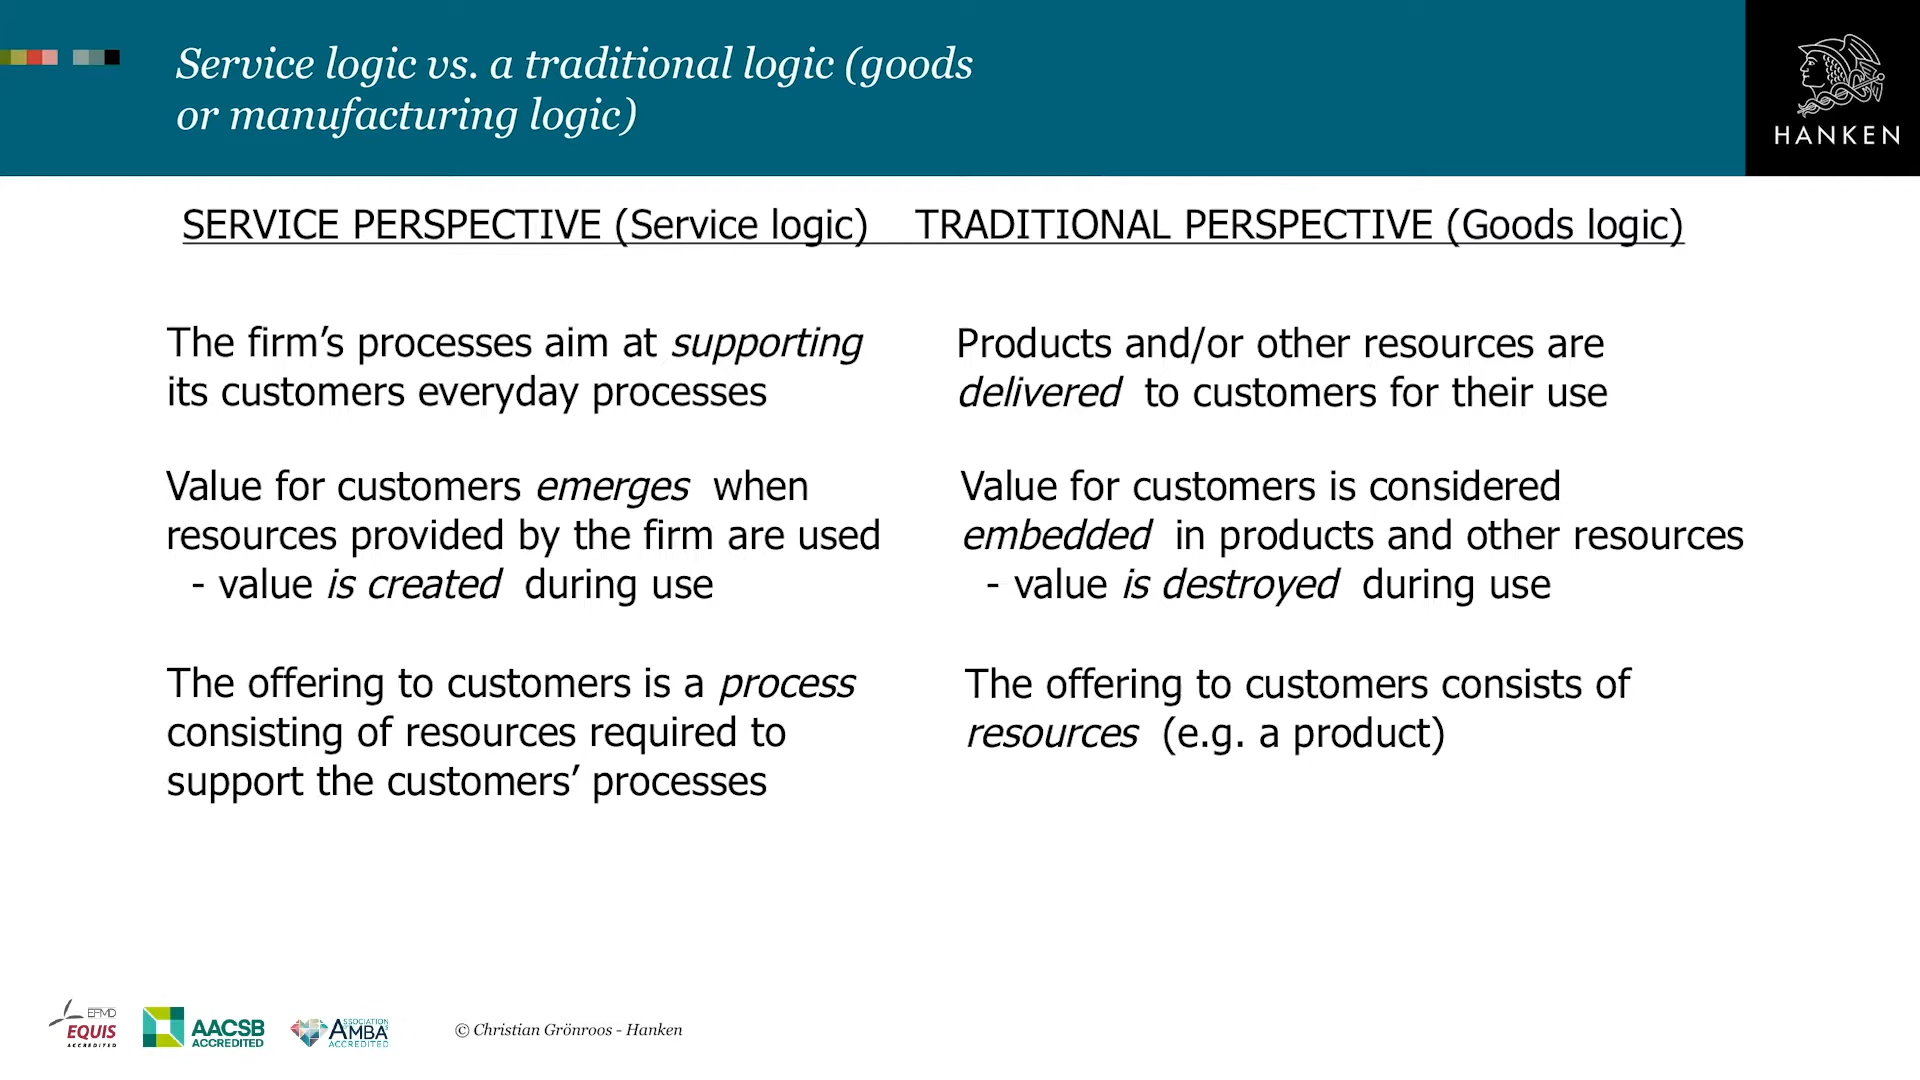 Service logic vs. a traditional logic (goods
or manufacturing logic)
HANKEN
SERVICE PERSPECTIVE (Service logic) TRADITIONAL PERSPECTIVE (Goods logic)
The firm’s processes aim at supporting
its customers everyday processes
Products and/or other resources are
delivered to customers for their use
Value for customers emerges when
resources provided by the firm are used
- value is created during use
Value for customers is considered
embedded in products and other resources
- value is destroyed during use
The offering to customers is a process
consisting of resources required to
support the customers’ processes
The offering to customers consists of
resources (e.g. a product)
EFMD
EQUIS
ACCREDITED
AACSB
ACCREDITED
ASSOCIATION
AMBA
ACCREDITED
© Christian Grönroos - Hanken